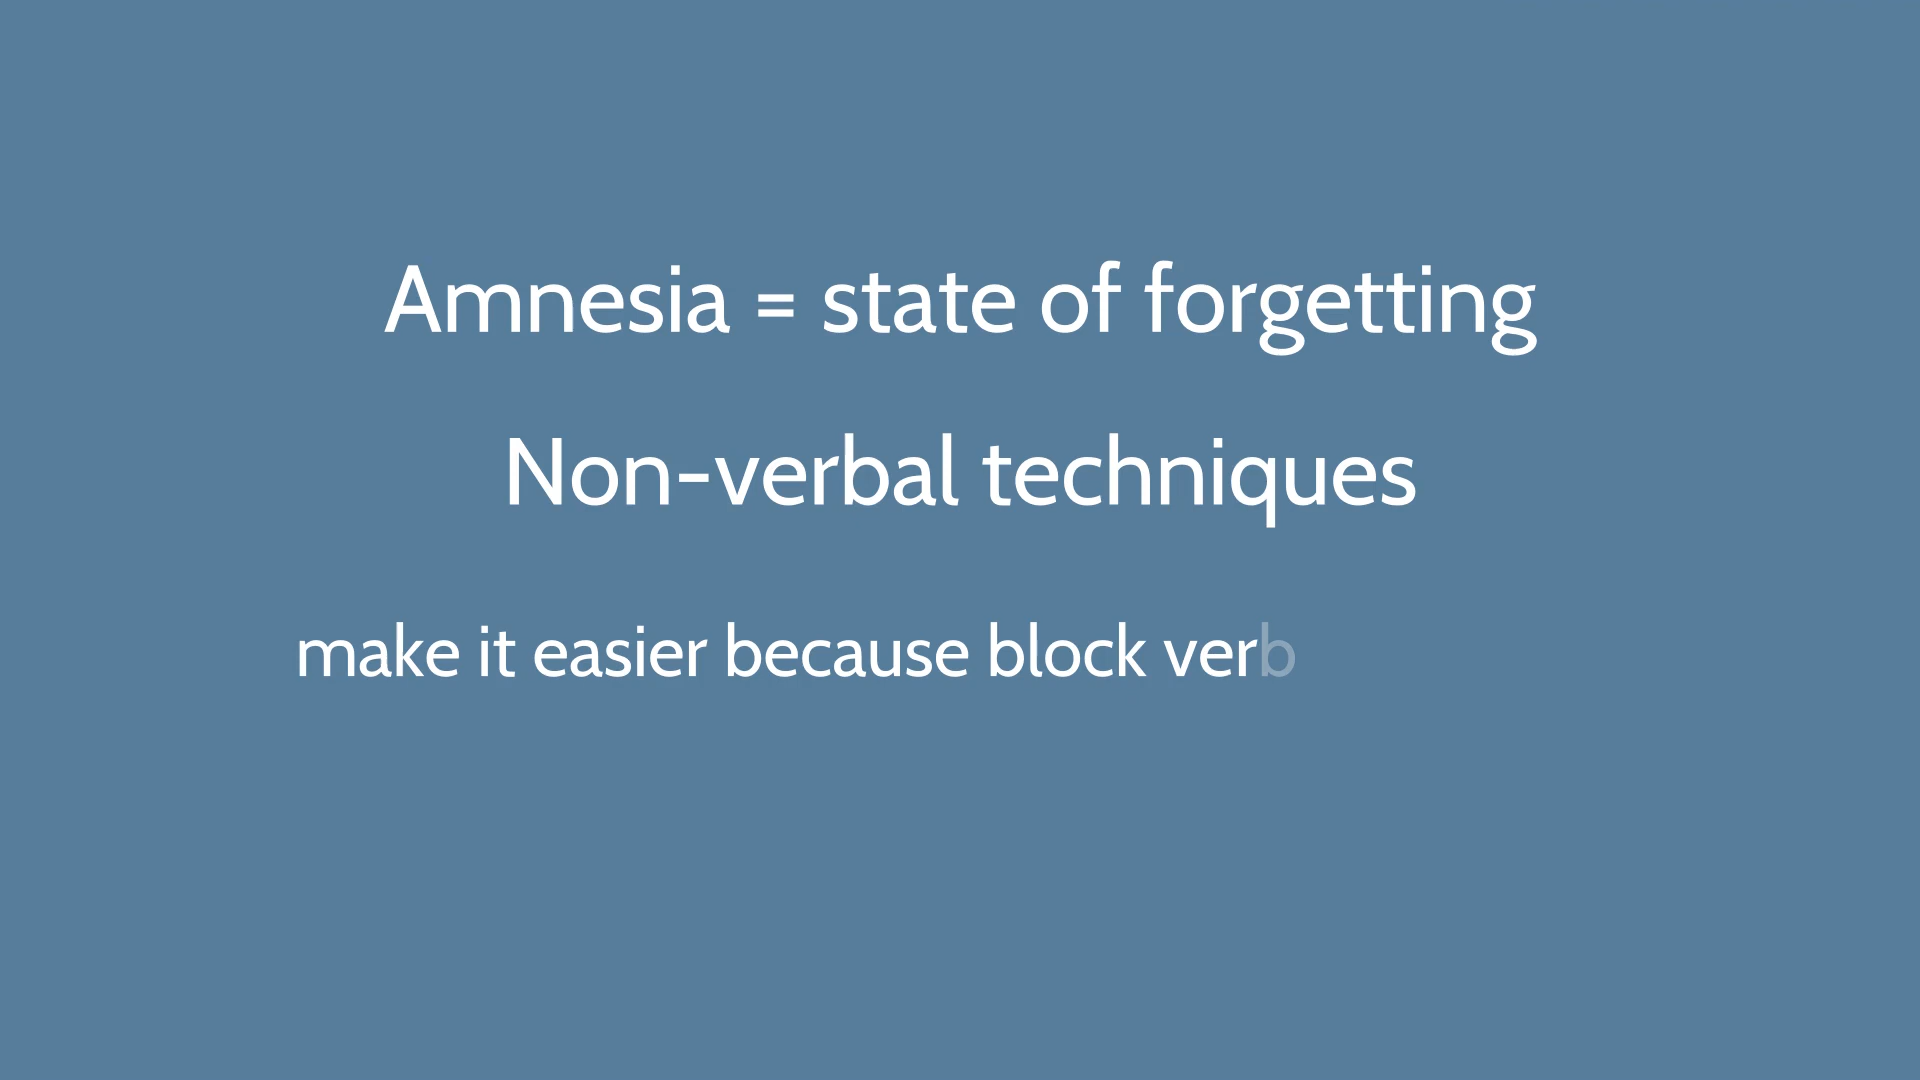 Amnesia = state of forgetting
Non-verbal techniques
make it easier because block verb